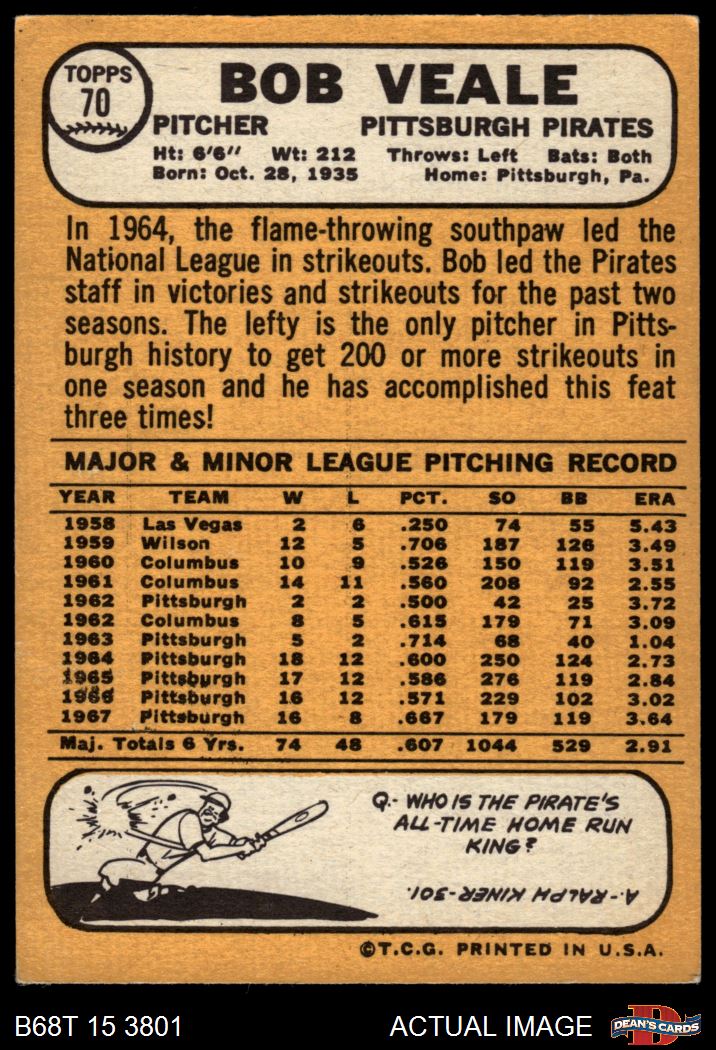 TOPPS
70
BOB VEALE
PITCHER PITTSBURGH PIRATES
Ht: 6'6" Wt: 212 Throws: Left Bats: Both
Born: Oct. 28, 1935 Home: Pittsburgh, Pa.
In 1964, the flame-throwing southpaw led the
National League in strikeouts. Bob led the Pirates
staff in victories and strikeouts for the past two
seasons. The lefty is the only pitcher in Pitts-
burgh history to get 200 or more strikeouts in
one season and he has accomplished this feat
three times!
MAJOR & MINOR LEAGUE PITCHING RECORD
YEAR TEAM W L PCT. SO BB ERA
1958 Las Vegas 2 6 .250 74 55 5.43
1959 Wilson 12 5 .706 187 126 3.49
1960 Columbus 10 9 .526 150 119 3.51
1961 Columbus 14 11 .560 208 92 2.55
1962 Pittsburgh 2 2 .500 42 25 3.72
1962 Columbus 8 5 .615 179 71 3.09
1963 Pittsburgh 5 2 .714 68 40 1.04
1964 Pittsburgh 18 12 .600 250 124 2.73
1965 Pittsburgh 17 12 .586 276 119 2.84
1966 Pittsburgh 16 12 .571 229 102 3.02
1967 Pittsburgh 16 8 .667 179 119 3.64
Maj. Totals 6 Yrs. 74 48 .607 1044 529 2.91
Q.- WHO IS THE PIRATE'S
ALL-TIME HOME RUN
KING?
A.- RALPH KINER-301.
©T.C.G. PRINTED IN U.S.A.
B68T 15 3801 ACTUAL IMAGE
D
DEAN'S CARDS